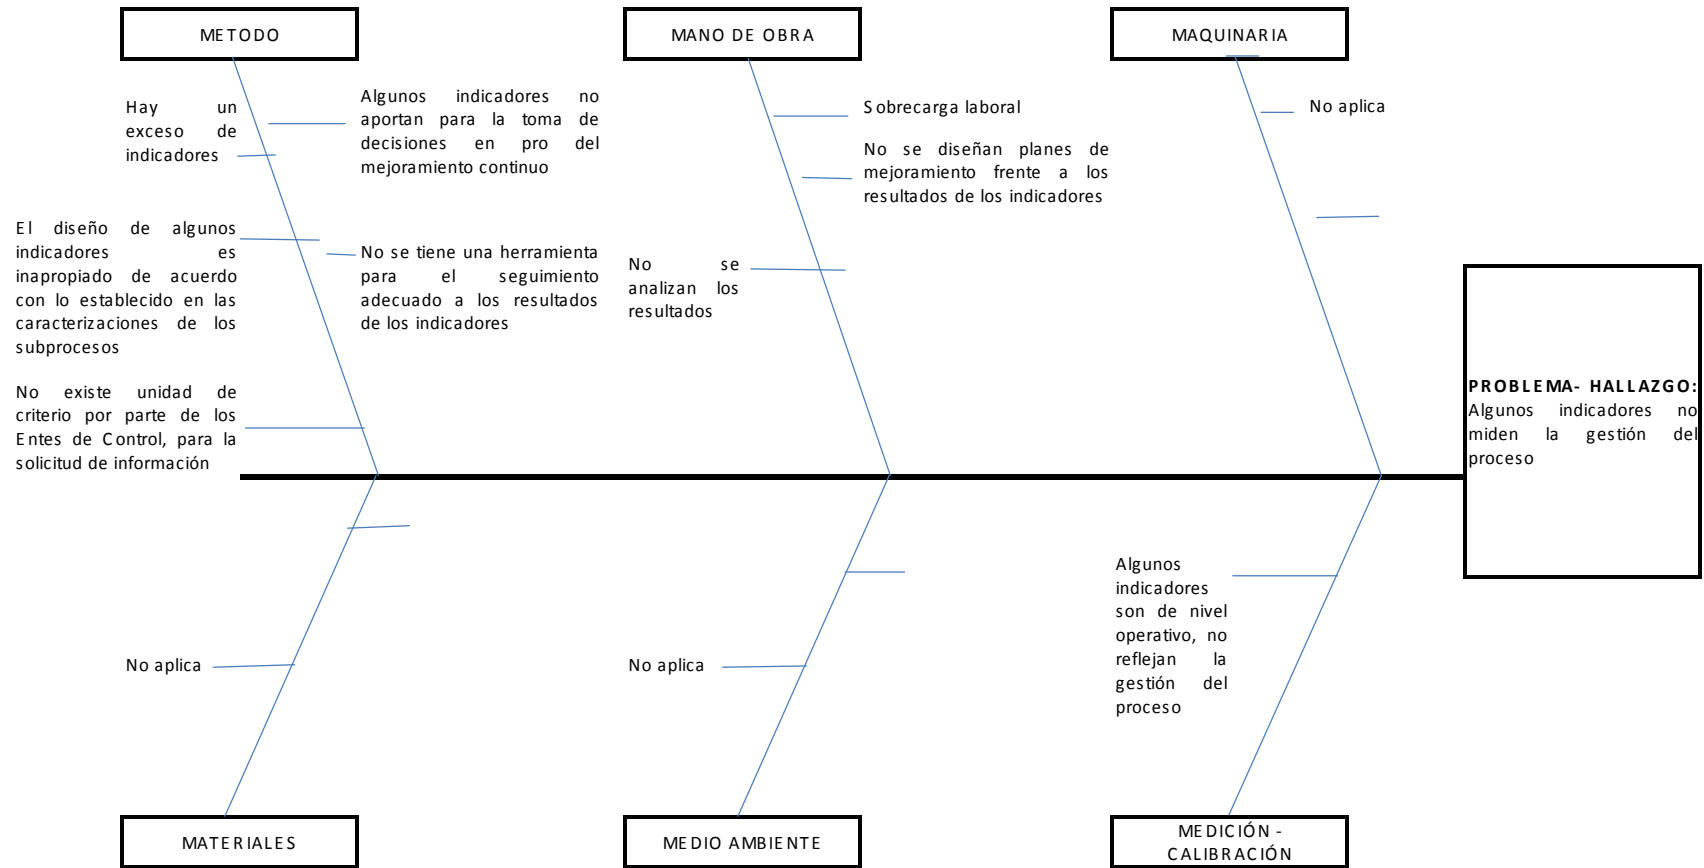 METODO
MANO DE OBRA
MAQUINARIA
Hay un
exceso de
indicadores
Algunos indicadores no
aportan para la toma de
decisiones en pro del
mejoramiento continuo
El diseño de algunos
indicadores es
inapropiado de acuerdo
con lo establecido en las
caracterizaciones de los
subprocesos
No se tiene una herramienta
para el seguimiento
adecuado a los resultados
de los indicadores
No existe unidad de
criterio por parte de los
Entes de Control, para la
solicitud de información
Sobrecarga laboral
No se diseñan planes de
mejoramiento frente a los
resultados de los indicadores
No se
analizan los
resultados
No aplica
PROBLEMA- HALLAZGO:
Algunos indicadores no
miden la gestión del
proceso
No aplica
No aplica
Algunos
indicadores
son de nivel
operativo, no
reflejan la
gestión del
proceso
MATERIALES
MEDIO AMBIENTE
MEDICIÓN -
CALIBRACIÓN